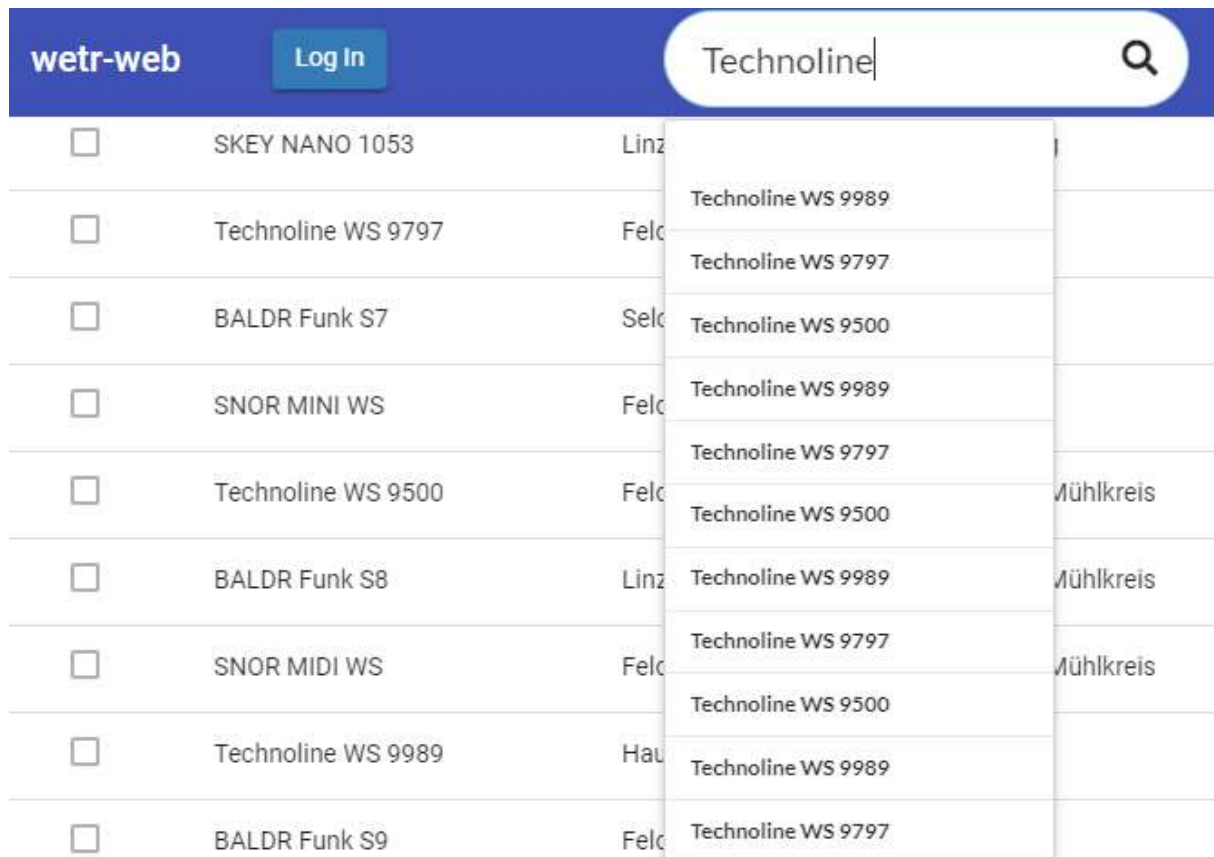 wetr-web Log In Technoline
SKEY NANO 1053 Linz
Technoline WS 9989
Technoline WS 9797
Technoline WS 9797
BALDR Funk S7
Technoline WS 9500
SNOR MINI WS
Technoline WS 9989
Technoline WS 9797
Technoline WS 9500 Mühlkreis
Technoline WS 9500
BALDR Funk S8 Linz Technoline WS 9989 Mühlkreis
Technoline WS 9797
SNOR MIDI WS Mühlkreis
Technoline WS 9500
Technoline WS 9989
Technoline WS 9989
BALDR Funk S9
Technoline WS 9797